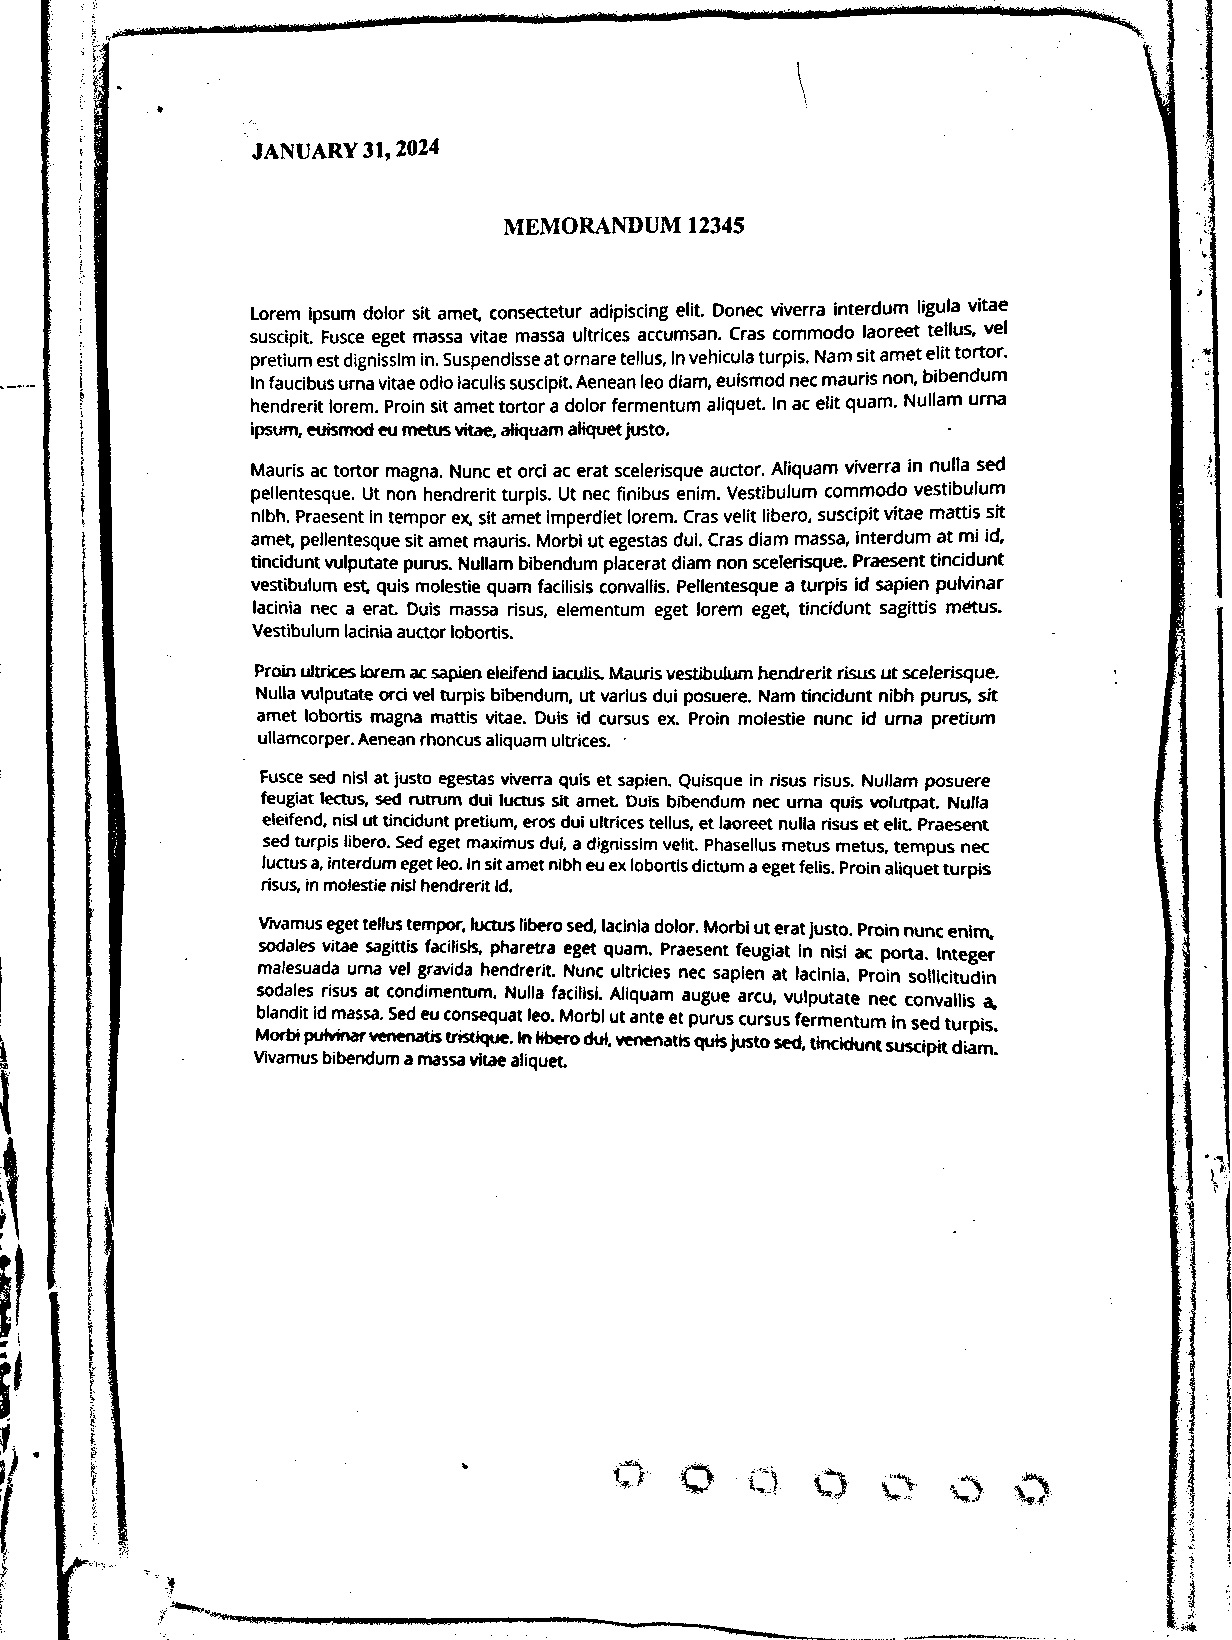 JANUARY 31, 2024
MEMORANDUM 12345
Lorem ipsum dolor sit amet, consectetur adipiscing elit. Donec viverra interdum ligula vitae
suscipit. Fusce eget massa vitae massa ultrices accumsan. Cras commodo laoreet tellus, vel
pretium est dignissim in. Suspendisse at ornare tellus, in vehicula turpis. Nam sit amet elit tortor.
In faucibus urna vitae odio iaculis suscipit. Aenean leo diam, euismod nec mauris non, bibendum
hendrerit lorem. Proin sit amet tortor a dolor fermentum aliquet. In ac elit quam. Nullam urna
ipsum, euismod eu metus vitae, aliquam aliquet justo.
Mauris ac tortor magna. Nunc et orci ac erat scelerisque auctor. Aliquam viverra in nulla sed
pellentesque. Ut non hendrerit turpis. Ut nec finibus enim. Vestibulum commodo vestibulum
nibh. Praesent in tempor ex, sit amet imperdiet lorem. Cras velit libero, suscipit vitae mattis sit
amet, pellentesque sit amet mauris. Morbi ut egestas dui. Cras diam massa, interdum at mi id,
tincidunt vulputate purus. Nullam bibendum placerat diam non scelerisque. Praesent tincidunt
vestibulum est, quis molestie quam facilisis convallis. Pellentesque a turpis id sapien pulvinar
lacinia nec a erat. Duis massa risus, elementum eget lorem eget, tincidunt sagittis metus.
Vestibulum lacinia auctor lobortis.
Proin ultrices lorem ac sapien eleifend iaculis. Mauris vestibulum hendrerit risus ut scelerisque.
Nulla vulputate orci vel turpis bibendum, ut varius dui posuere. Nam tincidunt nibh purus, sit
amet lobortis magna mattis vitae. Duis id cursus ex. Proin molestie nunc id urna pretium
ullamcorper. Aenean rhoncus aliquam ultrices.
Fusce sed nisl at justo egestas viverra quis et sapien. Quisque in risus risus. Nullam posuere
feugiat lectus, sed rutrum dui luctus sit amet. Duis bibendum nec urna quis volutpat. Nulla
eleifend, nisl ut tincidunt pretium, eros dui ultrices tellus, et laoreet nulla risus et elit. Praesent
sed turpis libero. Sed eget maximus dui, a dignissim velit. Phasellus metus metus, tempus nec
luctus a, interdum eget leo. In sit amet nibh eu ex lobortis dictum a eget felis. Proin aliquet turpis
risus, in molestie nisl hendrerit id.
Vivamus eget tellus tempor, luctus libero sed, lacinia dolor. Morbi ut erat justo. Proin nunc enim,
sodales vitae sagittis facilisis, pharetra eget quam. Praesent feugiat in nisi ac porta. Integer
malesuada urna vel gravida hendrerit. Nunc ultricies nec sapien at lacinia. Proin sollicitudin
sodales risus at condimentum. Nulla facilisi. Aliquam augue arcu, vulputate nec convallis a,
blandit id massa. Sed eu consequat leo. Morbi ut ante et purus cursus fermentum in sed turpis.
Morbi pulvinar venenatis tristique. In libero dui, venenatis quis justo sed, tincidunt suscipit diam.
Vivamus bibendum a massa vitae aliquet.